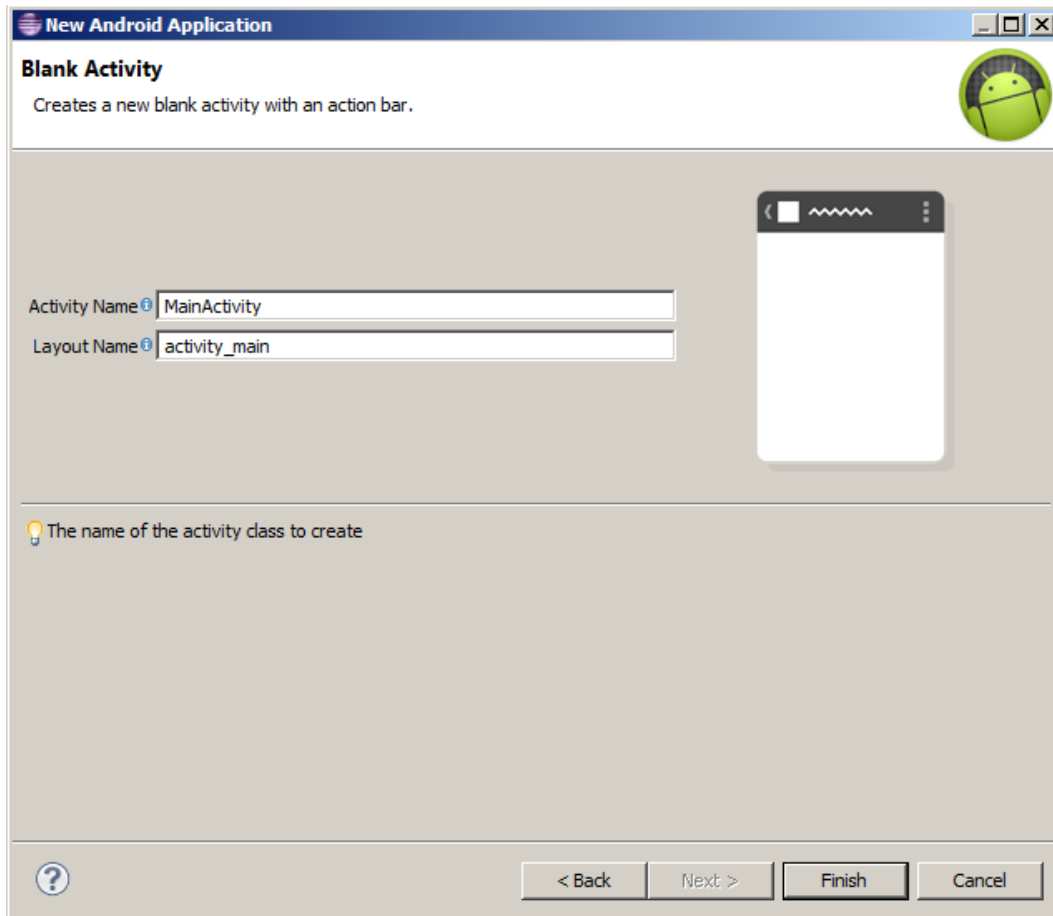 New Android Application
Blank Activity
Creates a new blank activity with an action bar.
Activity Name MainActivity
Layout Name activity_main
The name of the activity class to create
< Back Next > Finish Cancel